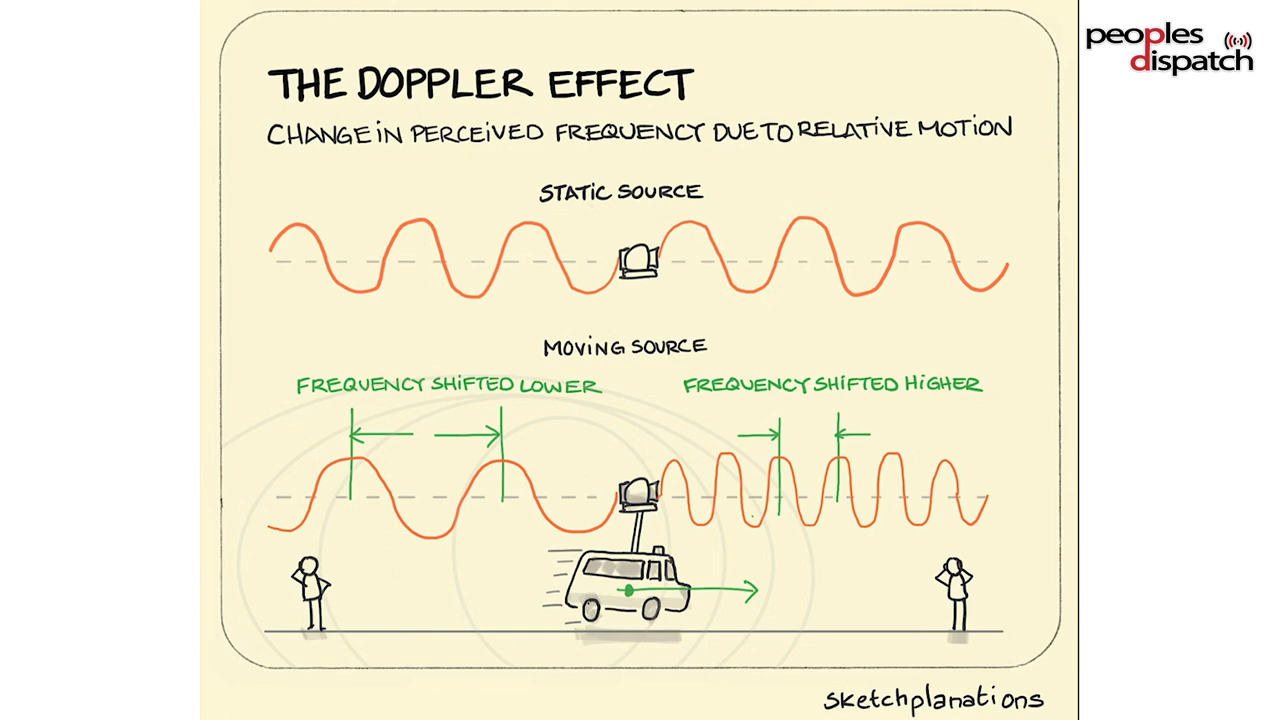 peoples
dispatch
THE DOPPLER EFFECT
CHANGE IN PERCEIVED FREQUENCY DUE TO RELATIVE MOTION
STATIC SOURCE
MOVING SOURCE
FREQUENCY SHIFTED LOWER
FREQUENCY SHIFTED HIGHER
sketchplanations